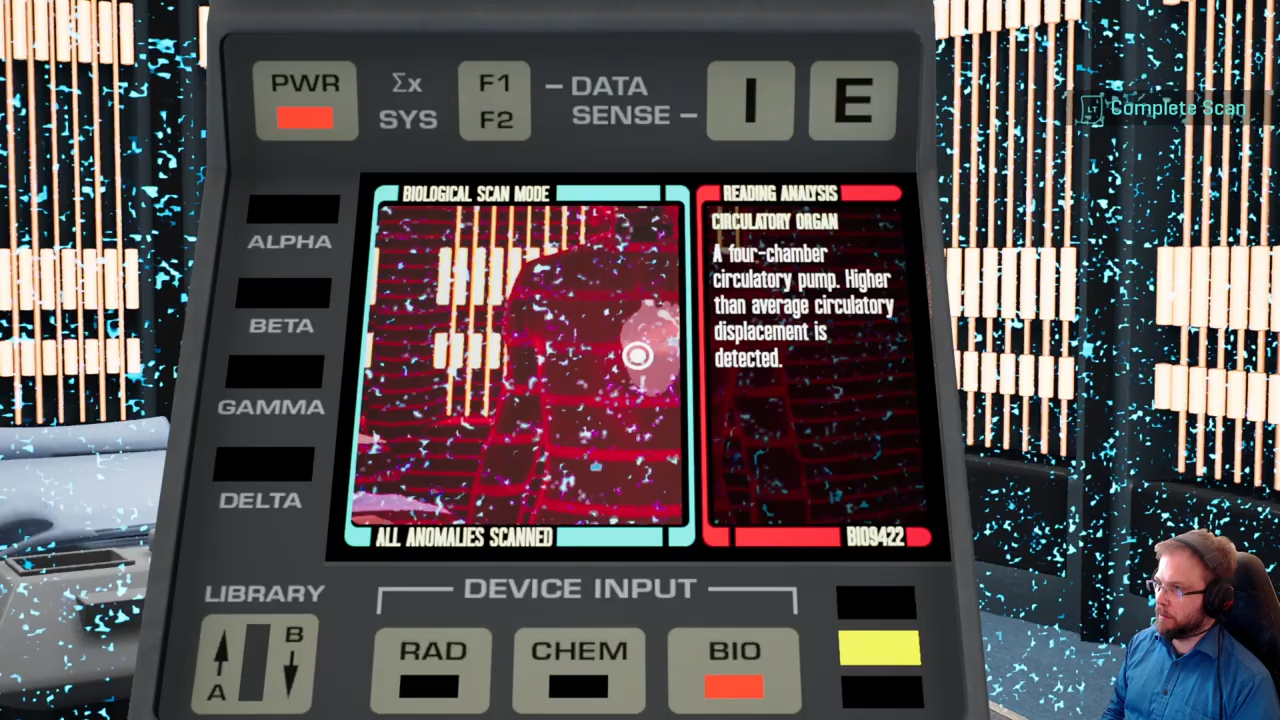 PWR
Σx
SYS
F1
F2
– DATA
SENSE –
I
E
LT
Complete Scan
ALPHA
BETA
GAMMA
DELTA
BIOLOGICAL SCAN MODE
ALL ANOMALIES SCANNED
READING ANALYSIS
CIRCULATORY ORGAN
A four-chamber
circulatory pump. Higher
than average circulatory
displacement is
detected.
BIO9422
LIBRARY
A
B
DEVICE INPUT
RAD
CHEM
BIO